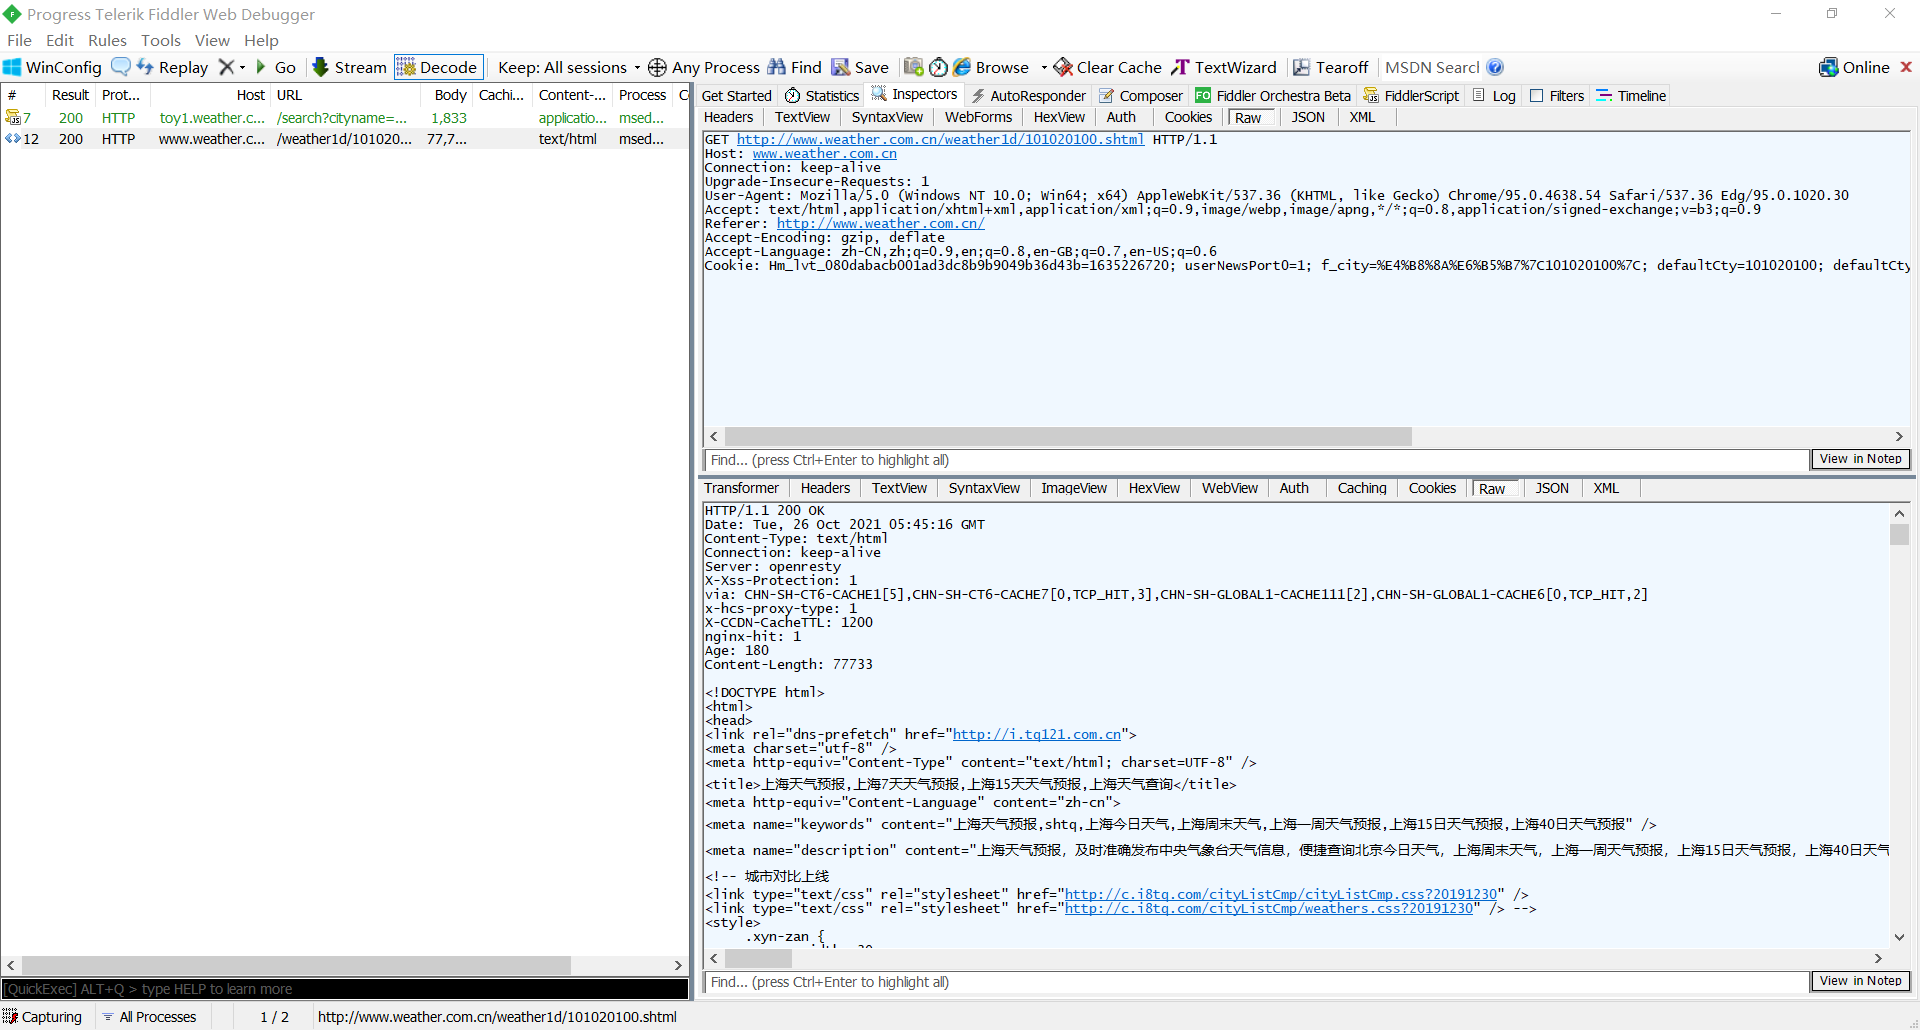 Progress Telerik Fiddler Web Debugger
File Edit Rules Tools View Help
WinConfig Replay Go Stream Decode Keep: All sessions Any Process Find Save Browse Clear Cache TextWizard Tearoff MSDN Search Online
# Result Prot... Host URL Body Cachi... Content-... Process C
7 200 HTTP toy1.weather.c... /search?cityname=... 1,833 applicatio... msed...
12 200 HTTP www.weather.c... /weather1d/101020... 77,7... text/html msed...
Get Started Statistics Inspectors AutoResponder Composer FO Fiddler Orchestra Beta FiddlerScript Log Filters Timeline
Headers TextView SyntaxView WebForms HexView Auth Cookies Raw JSON XML
GET http://www.weather.com.cn/weather1d/101020100.shtml HTTP/1.1
Host: www.weather.com.cn
Connection: keep-alive
Upgrade-Insecure-Requests: 1
User-Agent: Mozilla/5.0 (Windows NT 10.0; Win64; x64) AppleWebKit/537.36 (KHTML, like Gecko) Chrome/95.0.4638.54 Safari/537.36 Edg/95.0.1020.30
Accept: text/html,application/xhtml+xml,application/xml;q=0.9,image/webp,image/apng,*/*;q=0.8,application/signed-exchange;v=b3;q=0.9
Referer: http://www.weather.com.cn/
Accept-Encoding: gzip, deflate
Accept-Language: zh-CN,zh;q=0.9,en;q=0.8,en-GB;q=0.7,en-US;q=0.6
Cookie: Hm_lvt_080dabacb001ad3dc8b9b9049b36d43b=1635226720; userNewsPort0=1; f_city=%E4%B8%8A%E6%B5%B7%7C101020100%7C; defaultCty=101020100; defaultCty
Find... (press Ctrl+Enter to highlight all) View in Notep
Transformer Headers TextView SyntaxView ImageView HexView WebView Auth Caching Cookies Raw JSON XML
HTTP/1.1 200 OK
Date: Tue, 26 Oct 2021 05:45:16 GMT
Content-Type: text/html
Connection: keep-alive
Server: openresty
X-Xss-Protection: 1
via: CHN-SH-CT6-CACHE1[5],CHN-SH-CT6-CACHE7[0,TCP_HIT,3],CHN-SH-GLOBAL1-CACHE111[2],CHN-SH-GLOBAL1-CACHE6[0,TCP_HIT,2]
x-hcs-proxy-type: 1
X-CCDN-CacheTTL: 1200
nginx-hit: 1
Age: 180
Content-Length: 77733
<!DOCTYPE html>
<html>
<head>
<link rel="dns-prefetch" href="http://i.tq121.com.cn">
<meta charset="utf-8" />
<meta http-equiv="Content-Type" content="text/html; charset=UTF-8" />
<title>上海天气预报,上海7天天气预报,上海15天天气预报,上海天气查询</title>
<meta http-equiv="Content-Language" content="zh-cn">
<meta name="keywords" content="上海天气预报,shtq,上海今日天气,上海周末天气,上海一周天气预报,上海15日天气预报,上海40日天气预报" />
<meta name="description" content="上海天气预报，及时准确发布中央气象台天气信息，便捷查询北京今日天气，上海周末天气，上海一周天气预报，上海15日天气预报，上海40日天气
<!-- 城市对比上线
<link type="text/css" rel="stylesheet" href="http://c.i8tq.com/cityListCmp/cityListCmp.css?20191230" />
<link type="text/css" rel="stylesheet" href="http://c.i8tq.com/cityListCmp/weathers.css?20191230" /> -->
<style>
.xyn-zan {
Find... (press Ctrl+Enter to highlight all) View in Notep
[QuickExec] ALT+Q > type HELP to learn more
Capturing All Processes 1 / 2 http://www.weather.com.cn/weather1d/101020100.shtml